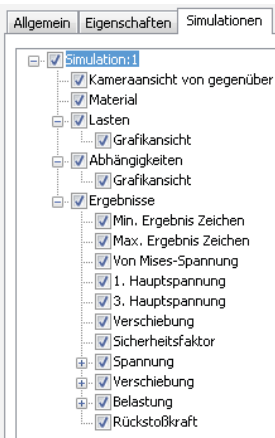 Allgemein Eigenschaften Simulationen
Simulation:1
Kameraansicht von gegenüber
Material
Lasten
Grafikansicht
Abhängigkeiten
Grafikansicht
Ergebnisse
Min. Ergebnis Zeichen
Max. Ergebnis Zeichen
Von Mises-Spannung
1. Hauptspannung
3. Hauptspannung
Verschiebung
Sicherheitsfaktor
Spannung
Verschiebung
Belastung
Rückstoßkraft